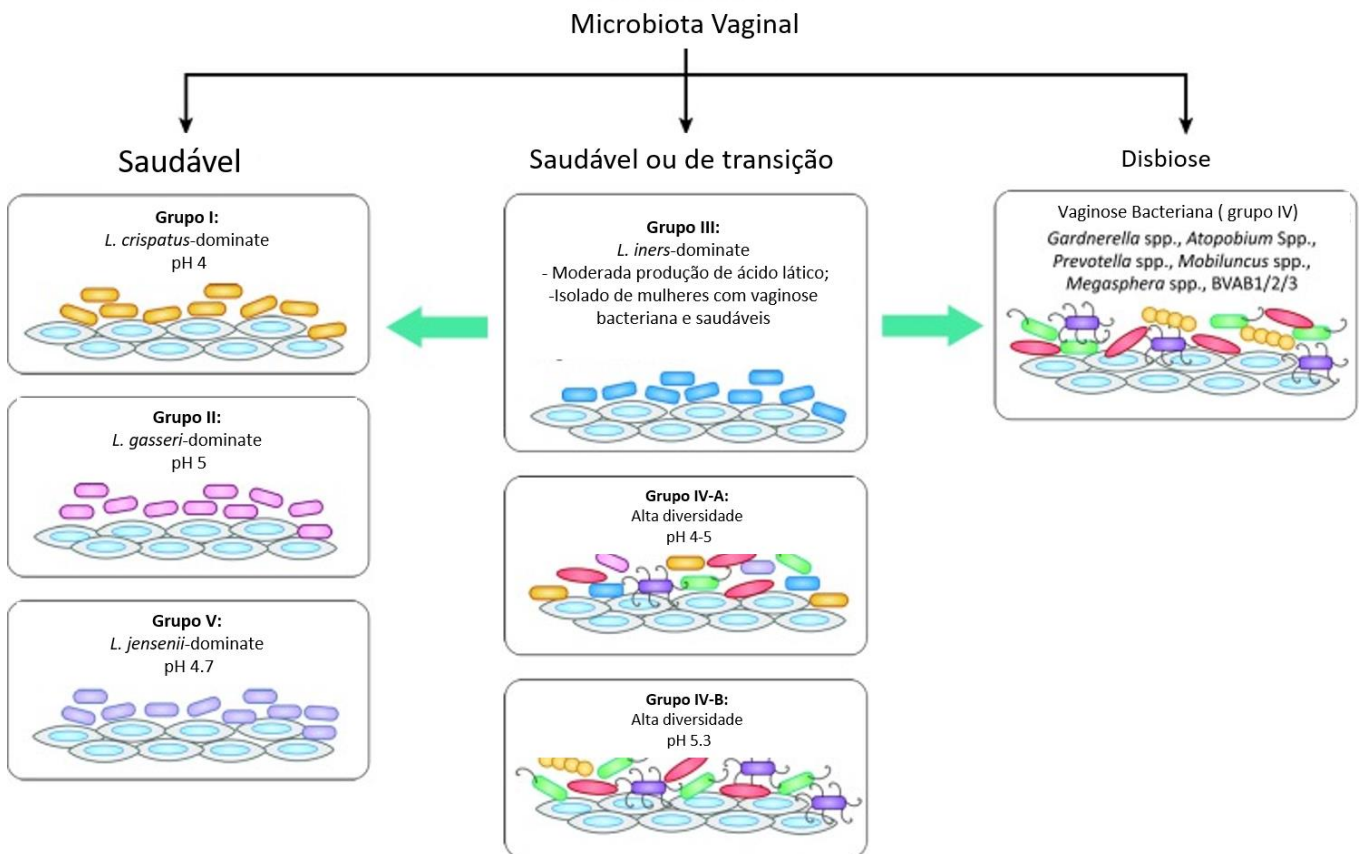 Microbiota Vaginal
Saudável
Grupo I:
L. crispatus-dominate
pH 4
Grupo II:
L. gasseri-dominate
pH 5
Grupo V:
L. jensenii-dominate
pH 4.7
Saudável ou de transição
Grupo III:
L. iners-dominate
- Moderada produção de ácido lático;
-Isolado de mulheres com vaginose
bacteriana e saudáveis
Grupo IV-A:
Alta diversidade
pH 4-5
Grupo IV-B:
Alta diversidade
pH 5.3
Disbiose
Vaginose Bacteriana ( grupo IV)
Gardnerella spp., Atopobium Spp.,
Prevotella spp., Mobiluncus spp.,
Megasphera spp., BVAB1/2/3